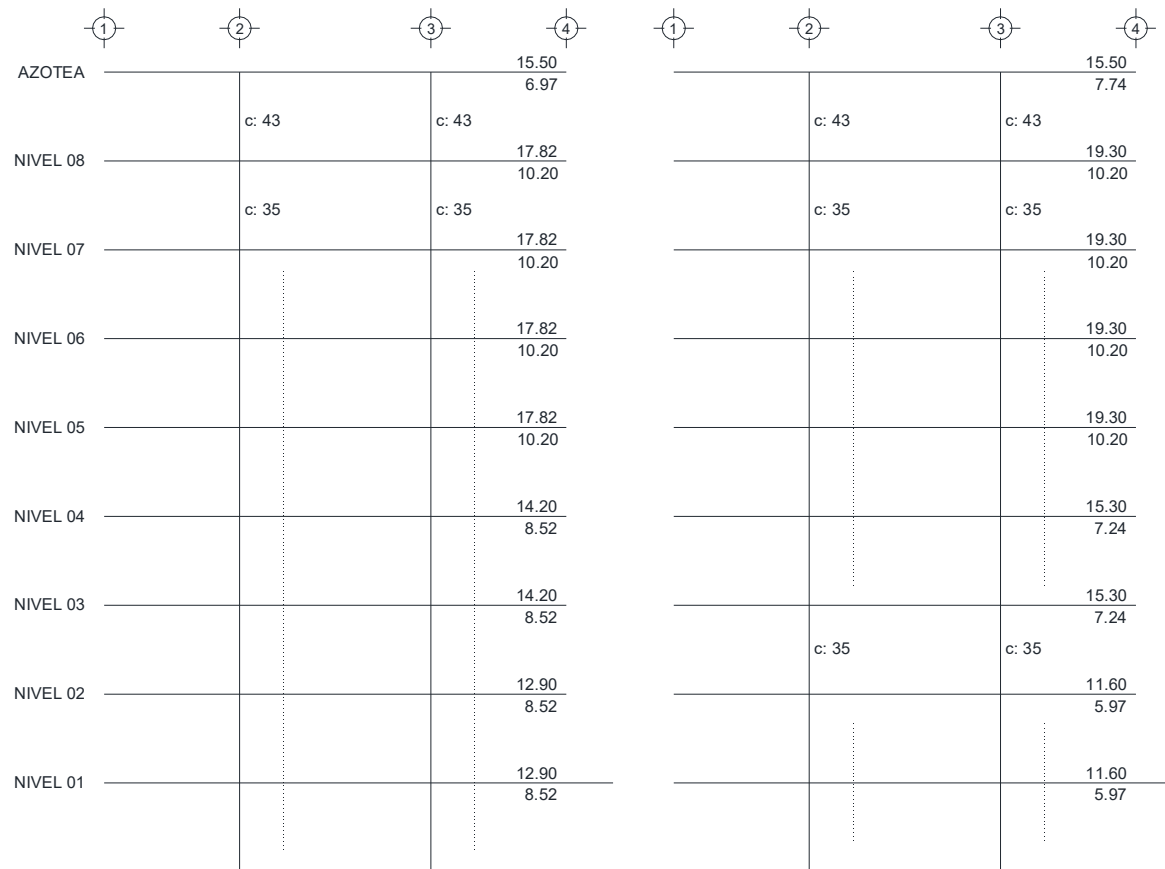 1 2 3 4 1 2 3 4
15.50 15.50
AZOTEA
6.97 7.74
c: 43 c: 43 c: 43 c: 43
17.82 19.30
NIVEL 08
10.20 10.20
c: 35 c: 35 c: 35 c: 35
17.82 19.30
NIVEL 07
10.20 10.20
17.82 19.30
NIVEL 06
10.20 10.20
17.82 19.30
NIVEL 05
10.20 10.20
14.20 15.30
NIVEL 04
8.52 7.24
14.20 15.30
NIVEL 03
8.52 7.24
c: 35 c: 35
12.90 11.60
NIVEL 02
8.52 5.97
12.90 11.60
NIVEL 01
8.52 5.97